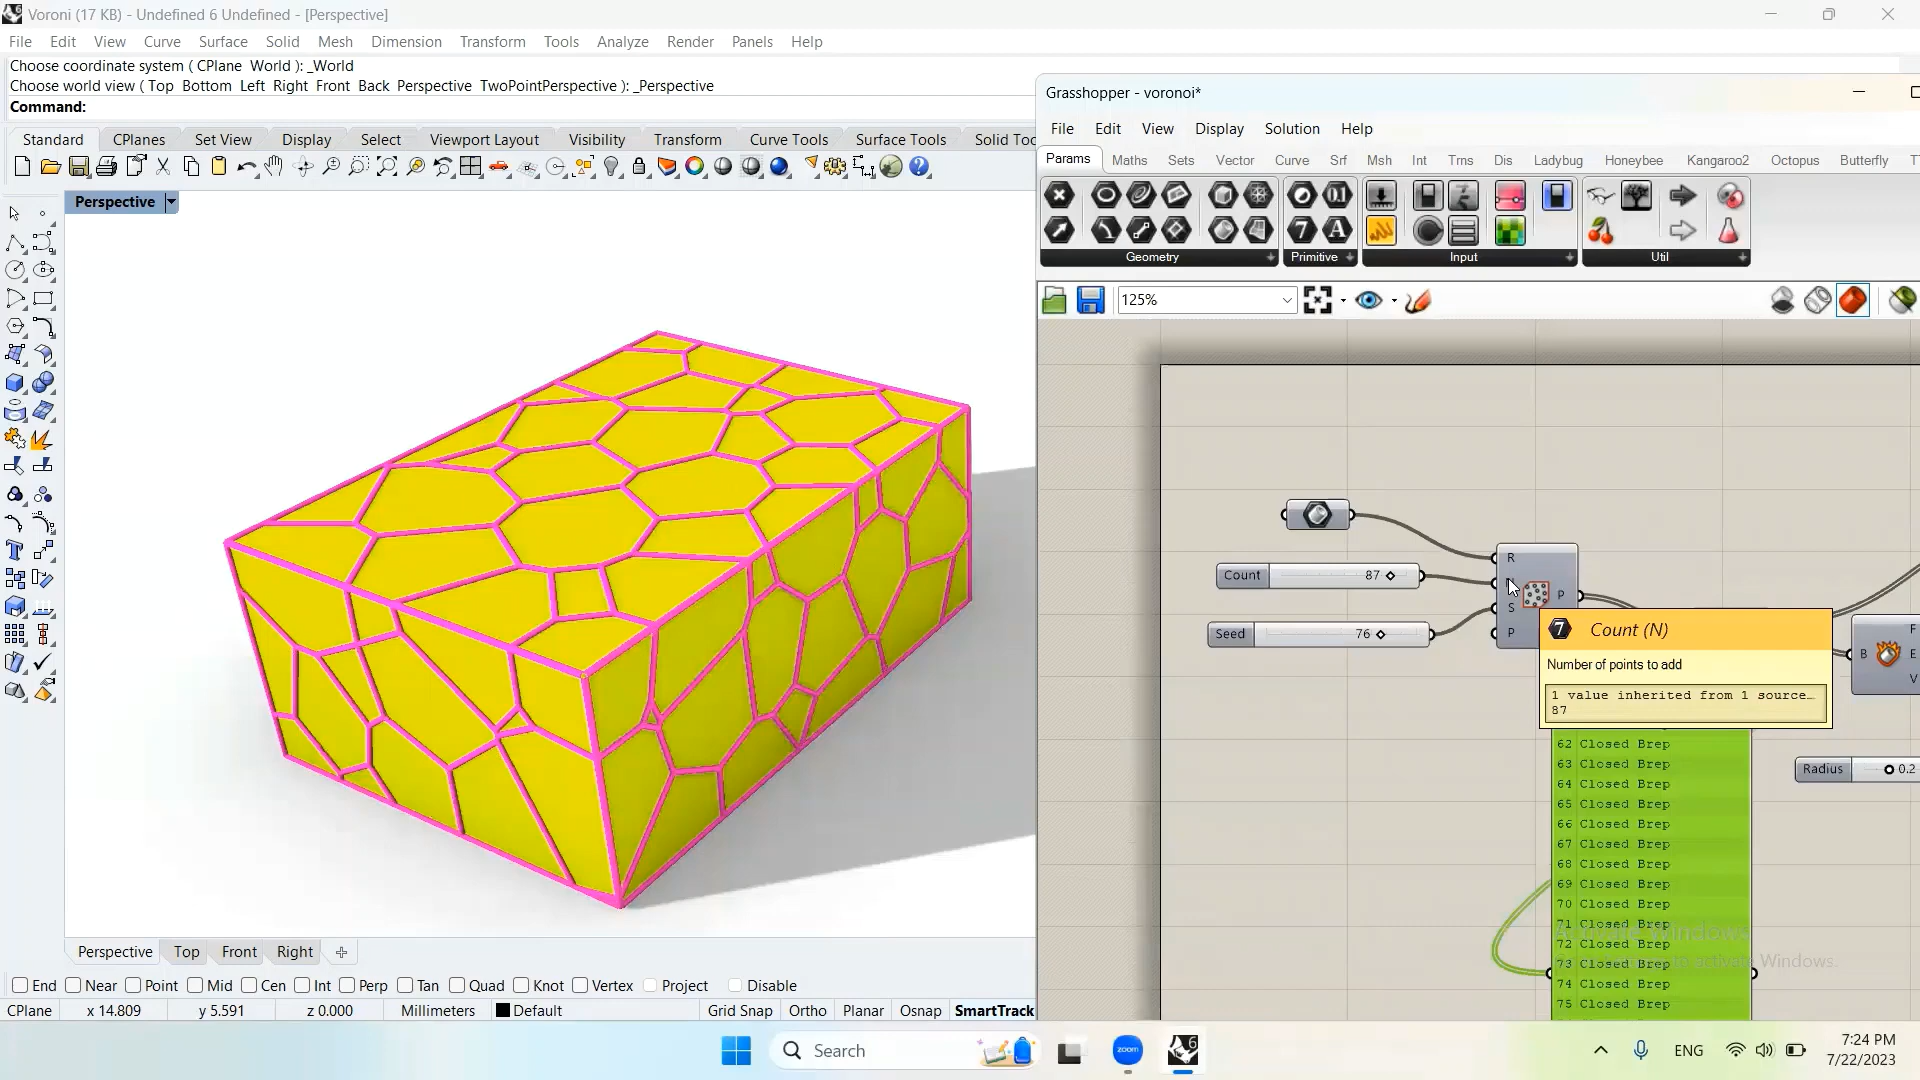 Voroni (17 KB) - Undefined 6 Undefined - [Perspective]
File Edit View Curve Surface Solid Mesh Dimension Transform Tools Analyze Render Panels Help
Choose coordinate system ( CPlane World ): _World
Choose world view ( Top Bottom Left Right Front Back Perspective TwoPointPerspective ): _Perspective
Command:
Standard CPlanes Set View Display Select Viewport Layout Visibility Transform Curve Tools Surface Tools Solid Too
Perspective
Grasshopper - voronoi*
File Edit View Display Solution Help
Params Maths Sets Vector Curve Srf Msh Int Trns Dis Ladybug Honeybee Kangaroo2 Octopus Butterfly
Geometry Primitive Input Util
125%
R
Count 87
P
S
Seed 76
P
Count (N)
Number of points to add
1 value inherited from 1 source...
87
B F
E
V
62 Closed Brep
63 Closed Brep
64 Closed Brep
65 Closed Brep
66 Closed Brep
67 Closed Brep
68 Closed Brep
69 Closed Brep
70 Closed Brep
71 Closed Brep
72 Closed Brep
73 Closed Brep
74 Closed Brep
75 Closed Brep
Radius 0.2
Perspective Top Front Right
End Near Point Mid Cen Int Perp Tan Quad Knot Vertex Project Disable
CPlane x 14.809 y 5.591 z 0.000 Millimeters Default Grid Snap Ortho Planar Osnap SmartTrack
Search
zoom
ENG
7:24 PM
7/22/2023